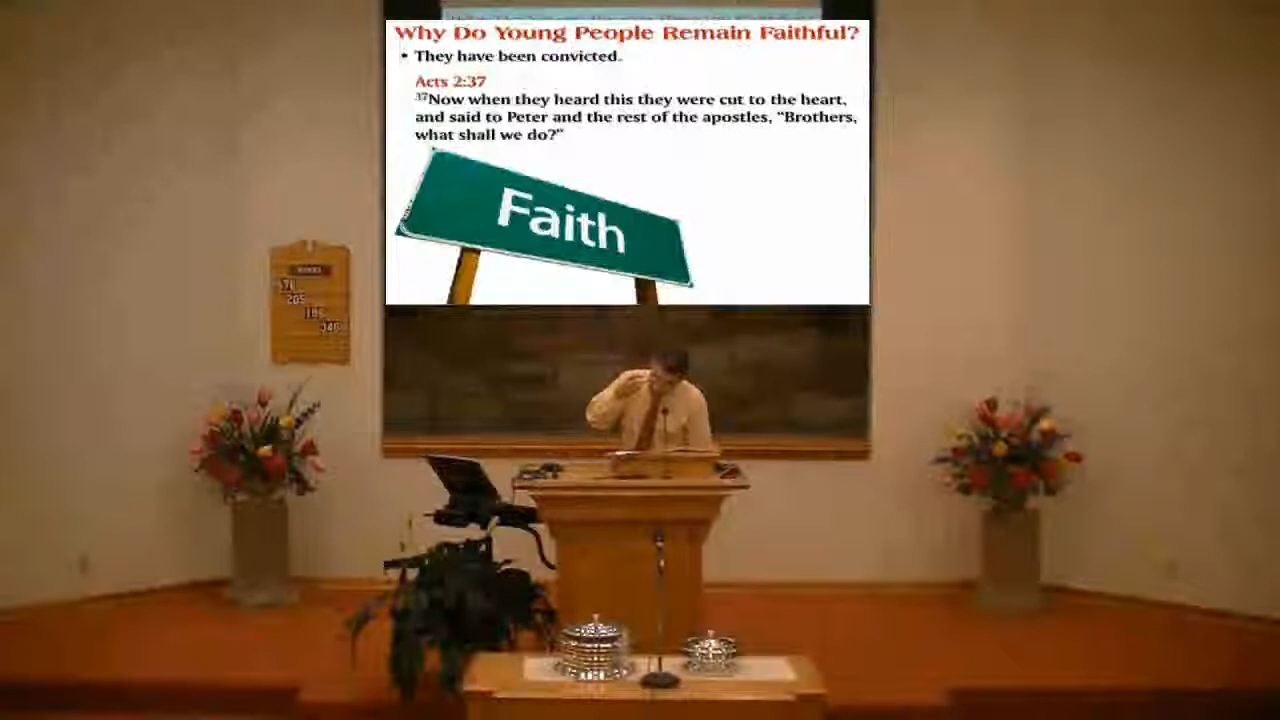 Why Do Young People Remain Faithful?
• They have been convicted.
Acts 2:37
37Now when they heard this they were cut to the heart,
and said to Peter and the rest of the apostles, "Brothers,
what shall we do?"
Faith
205